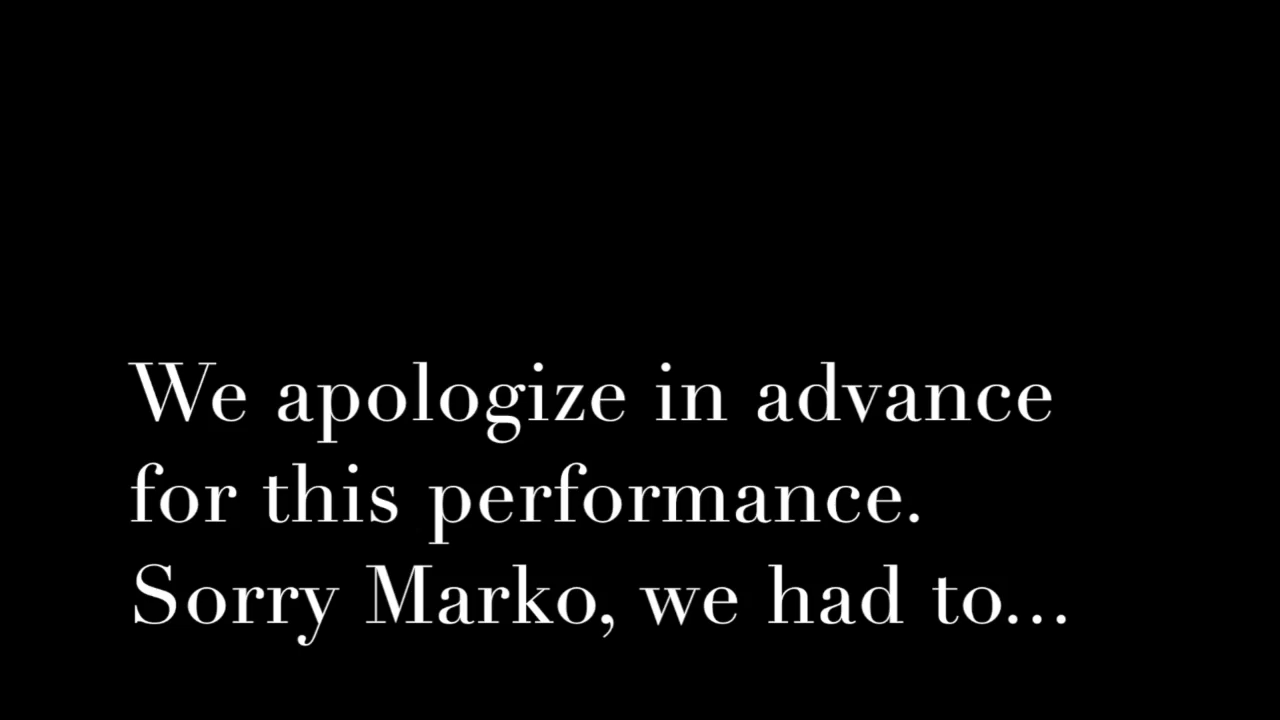 We apologize in advance
for this performance.
Sorry Marko, we had to...